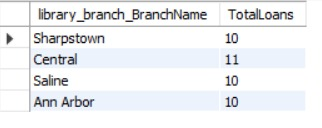 library_branch_BranchName TotalLoans
Sharpstown 10
Central 11
Saline 10
Ann Arbor 10